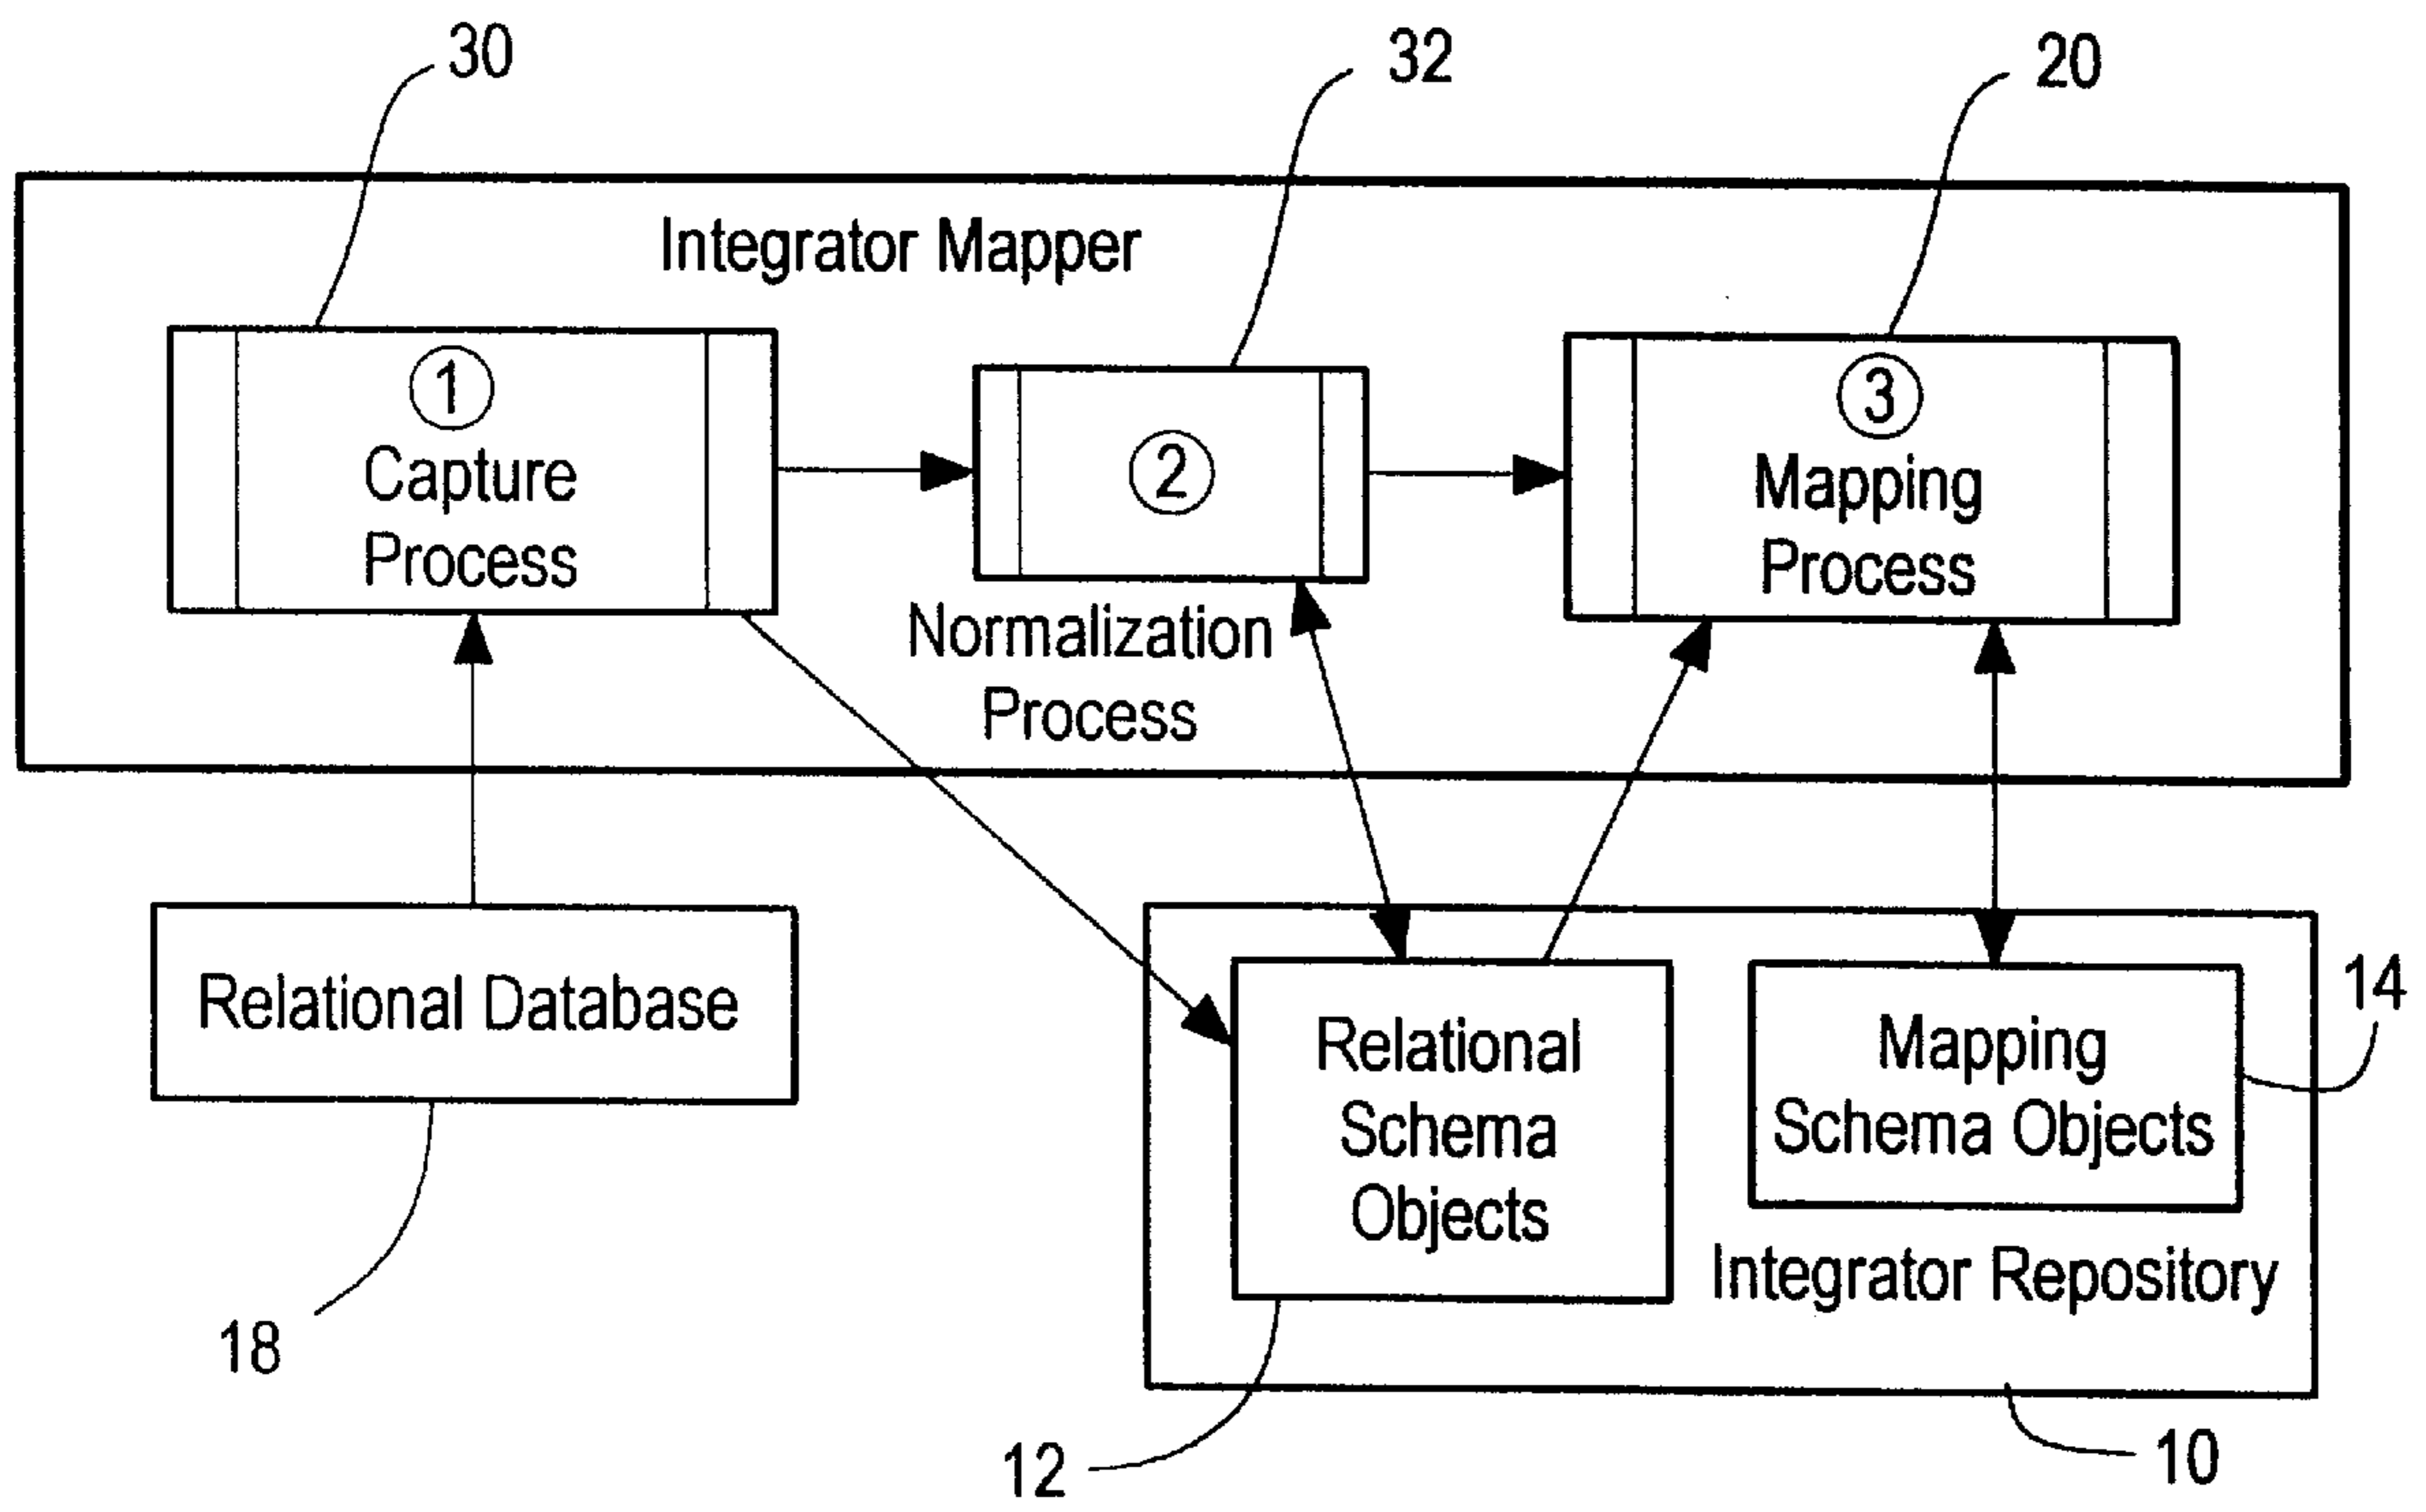 30
32
20
Integrator Mapper
1
Capture
Process
2
Normalization
Process
3
Mapping
Process
Relational Database
18
Relational
Schema
Objects
12
Mapping
Schema Objects
14
Integrator Repository
10